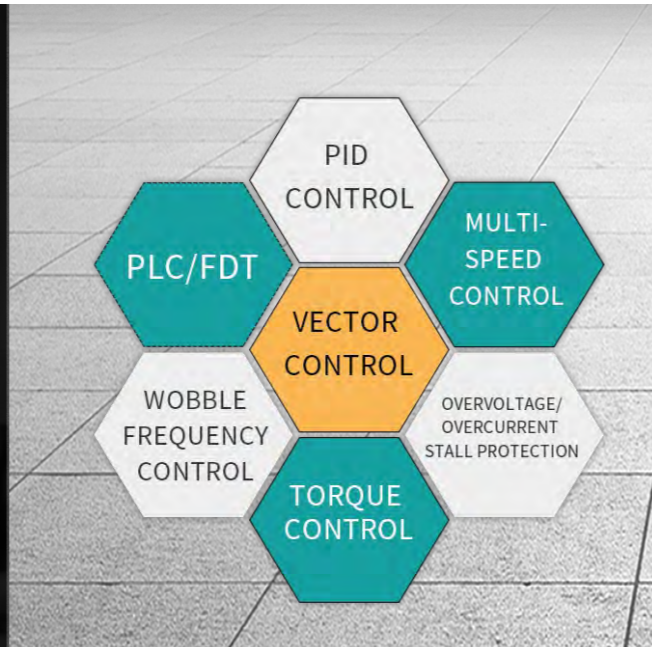 PID
CONTROL
MULTI-
SPEED
CONTROL
PLC/FDT
VECTOR
CONTROL
WOBBLE
FREQUENCY
CONTROL
OVERVOLTAGE/
OVERCURRENT
STALL PROTECTION
TORQUE
CONTROL